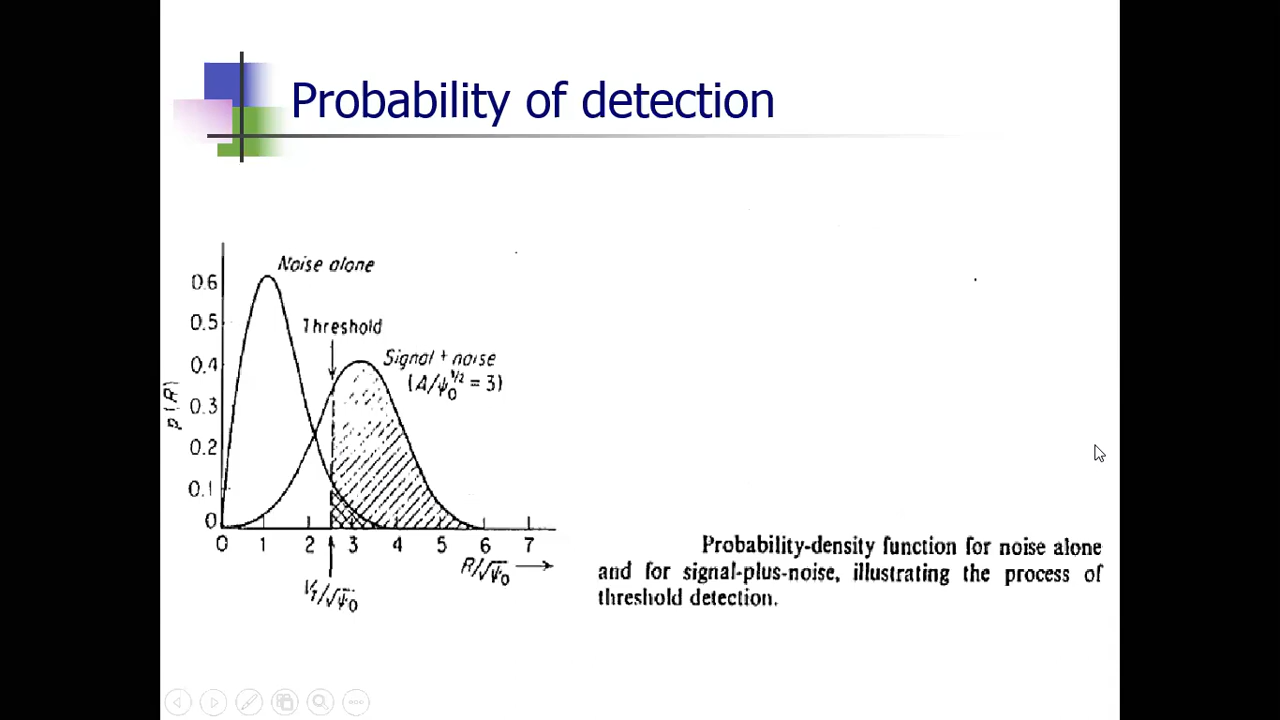 Probability of detection
Noise alone
0.6
0.5
Threshold
Signal + noise
0.4
(A/ψ₀^1/2 = 3)
0.3
p(R)
0.2
0.1
0
0 1 2 3 4 5 6 7
R/√ψ₀
V_T/√ψ₀
Probability-density function for noise alone
and for signal-plus-noise, illustrating the process of
threshold detection.